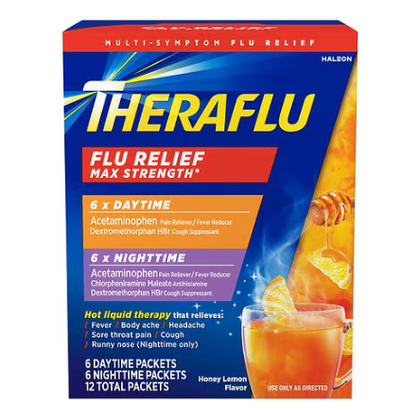 MULTI-SYMPTOM FLU RELIEF
HALEON
THERAFLU
FLU RELIEF
MAX STRENGTH*
6 x DAYTIME
Acetaminophen Pain Reliever/Fever Reducer
Dextromethorphan HBr Cough Suppressant
6 x NIGHTTIME
Acetaminophen Pain Reliever / Fever Reducer
Chlorpheniramine Maleate Antihistamine
Dextromethorphan HBr Cough Suppressant
Hot liquid therapy that relieves:
/ Fever / Body ache / Headache
/ Sore throat pain / Cough
/ Runny nose (Nighttime only)
6 DAYTIME PACKETS
6 NIGHTTIME PACKETS
12 TOTAL PACKETS
Honey Lemon
Flavor
USE ONLY AS DIRECTED